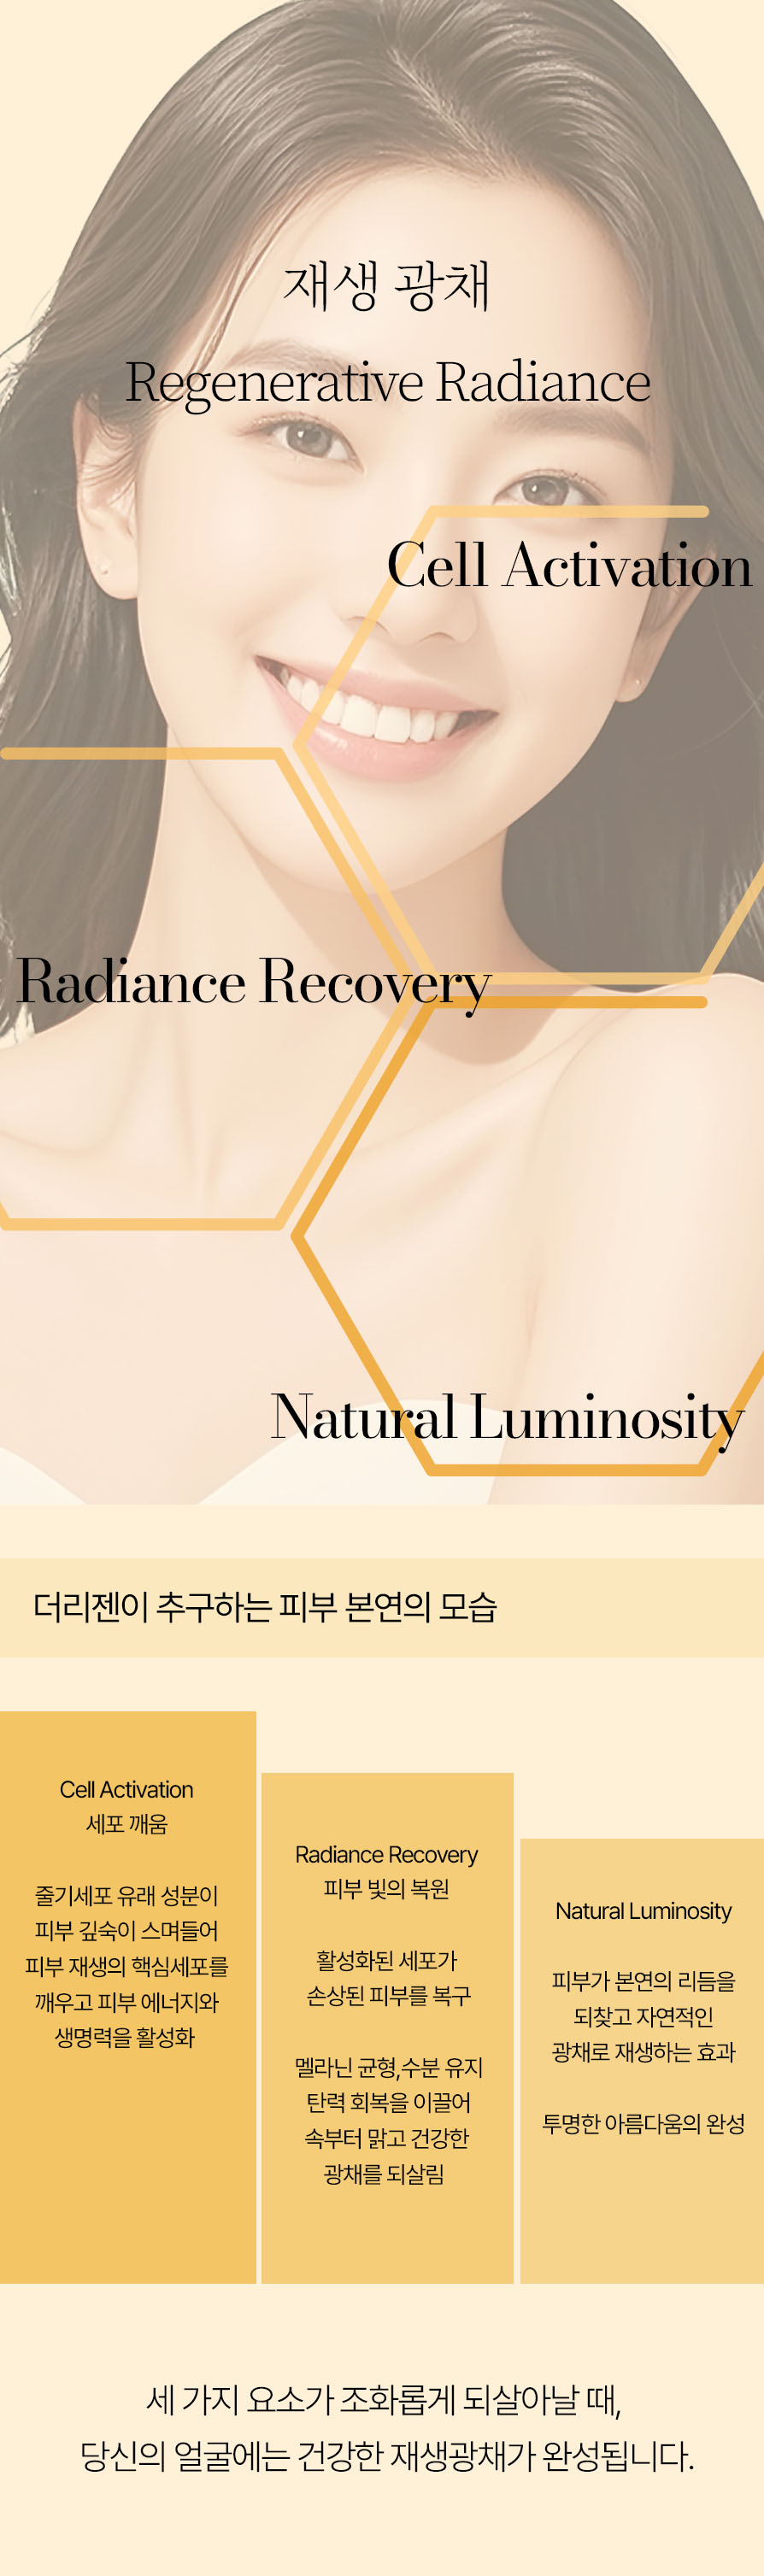 재생 광채
Regenerative Radiance
Cell Activation
Radiance Recovery
Natural Luminosity
더리젠이 추구하는 피부 본연의 모습
Cell Activation
세포 깨움
줄기세포 유래 성분이
피부 깊숙이 스며들어
피부 재생의 핵심세포를
깨우고 피부 에너지와
생명력을 활성화
Radiance Recovery
피부 빛의 복원
활성화된 세포가
손상된 피부를 복구
멜라닌 균형,수분 유지
탄력 회복을 이끌어
속부터 맑고 건강한
광채를 되살림
Natural Luminosity
피부가 본연의 리듬을
되찾고 자연적인
광채로 재생하는 효과
투명한 아름다움의 완성
세 가지 요소가 조화롭게 되살아날 때,
당신의 얼굴에는 건강한 재생광채가 완성됩니다.